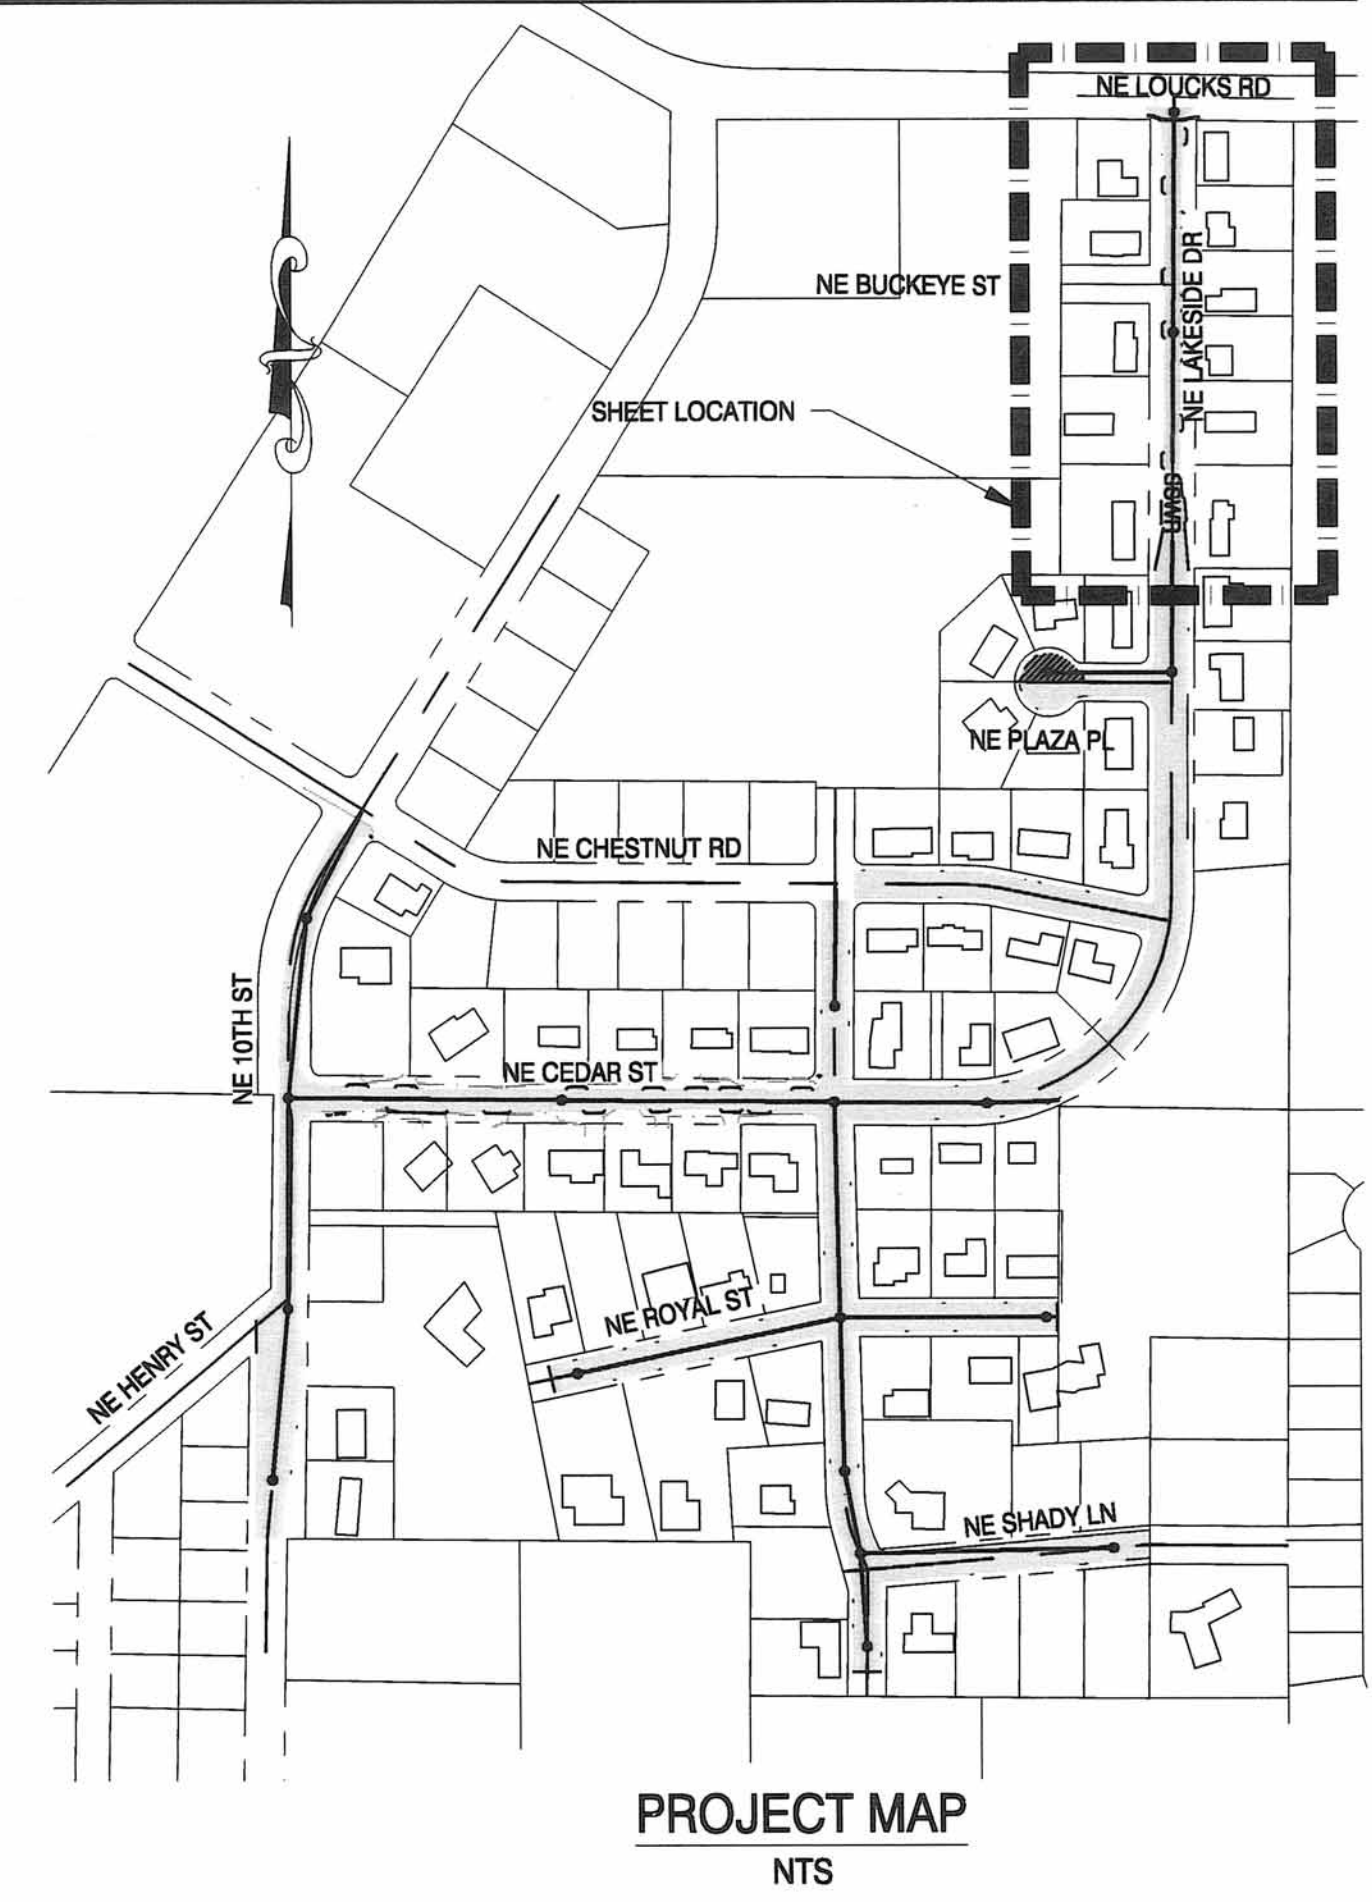 NE LOUCKS RD
NE BUCKEYE ST
NE LAKESIDE DR
SHEET LOCATION
NE PLAZA PL
NE CHESTNUT RD
NE 10TH ST
NE CEDAR ST
NE ROYAL ST
NE HENRY ST
NE SHADY LN
PROJECT MAP
NTS